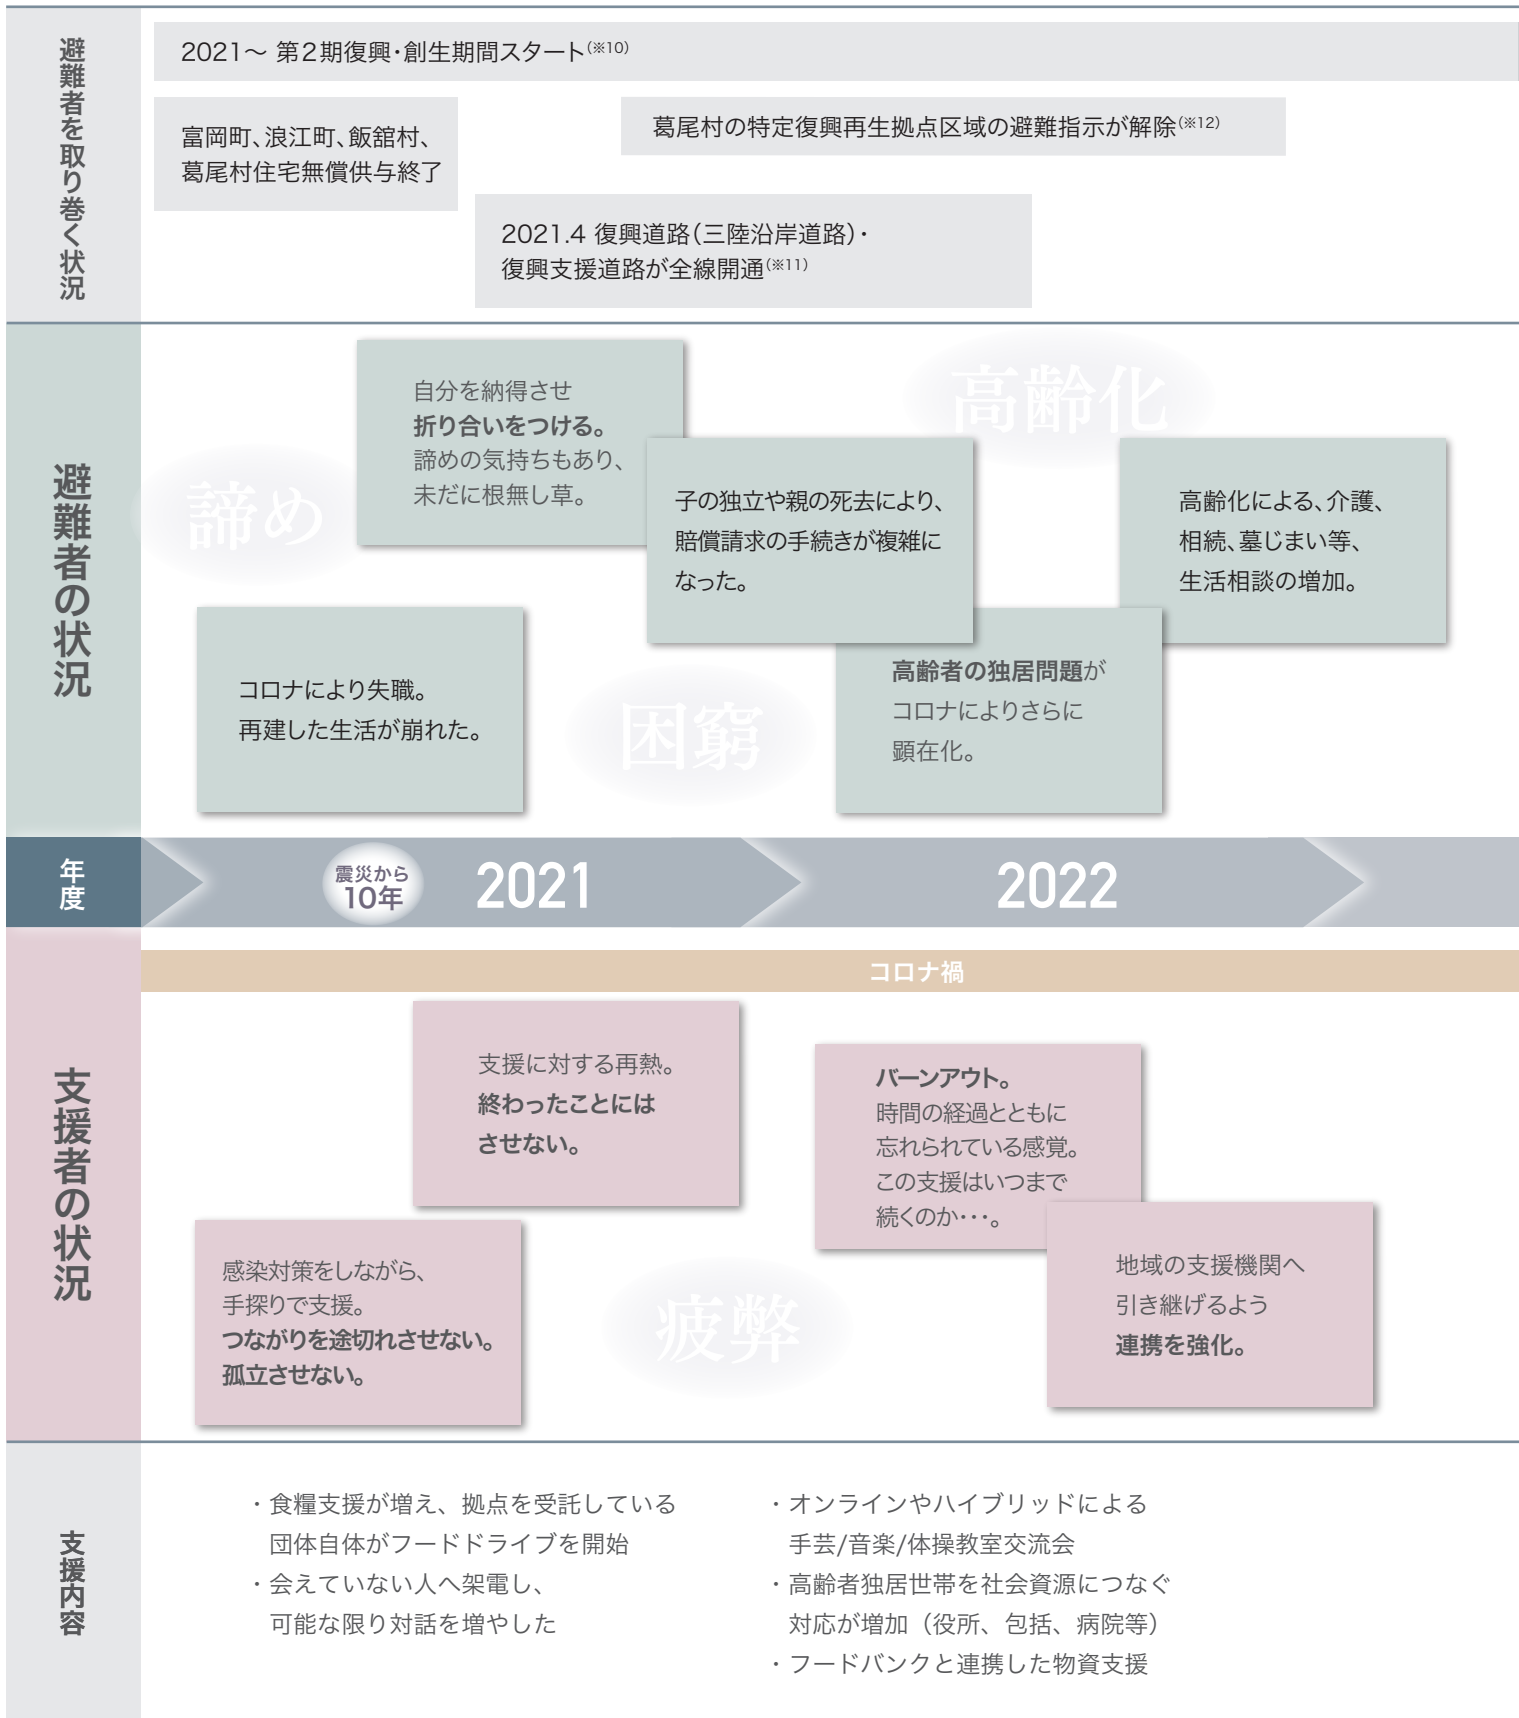 避難者を取り巻く状況
2021～ 第2期復興・創生期間スタート(※10)
富岡町、浪江町、飯舘村、
葛尾村住宅無償供与終了
葛尾村の特定復興再生拠点区域の避難指示が解除(※12)
2021.4 復興道路（三陸沿岸道路）・
復興支援道路が全線開通(※11)
避難者の状況
諦め
自分を納得させ
折り合いをつける。
諦めの気持ちもあり、
未だに根無し草。
高齢化
子の独立や親の死去により、
賠償請求の手続きが複雑に
なった。
高齢化による、介護、
相続、墓じまい等、
生活相談の増加。
コロナにより失職。
再建した生活が崩れた。
困窮
高齢者の独居問題が
コロナによりさらに
顕在化。
年度
震災から
10年
2021
2022
コロナ禍
支援者の状況
支援に対する再熱。
終わったことには
させない。
バーンアウト。
時間の経過とともに
忘れられている感覚。
この支援はいつまで
続くのか・・・。
感染対策をしながら、
手探りで支援。
つながりを途切れさせない。
孤立させない。
疲弊
地域の支援機関へ
引き継げるよう
連携を強化。
支援内容
・食糧支援が増え、拠点を受託している
団体自体がフードドライブを開始
・会えていない人へ架電し、
可能な限り対話を増やした
・オンラインやハイブリッドによる
手芸/音楽/体操教室交流会
・高齢者独居世帯を社会資源につなぐ
対応が増加（役所、包括、病院等）
・フードバンクと連携した物資支援